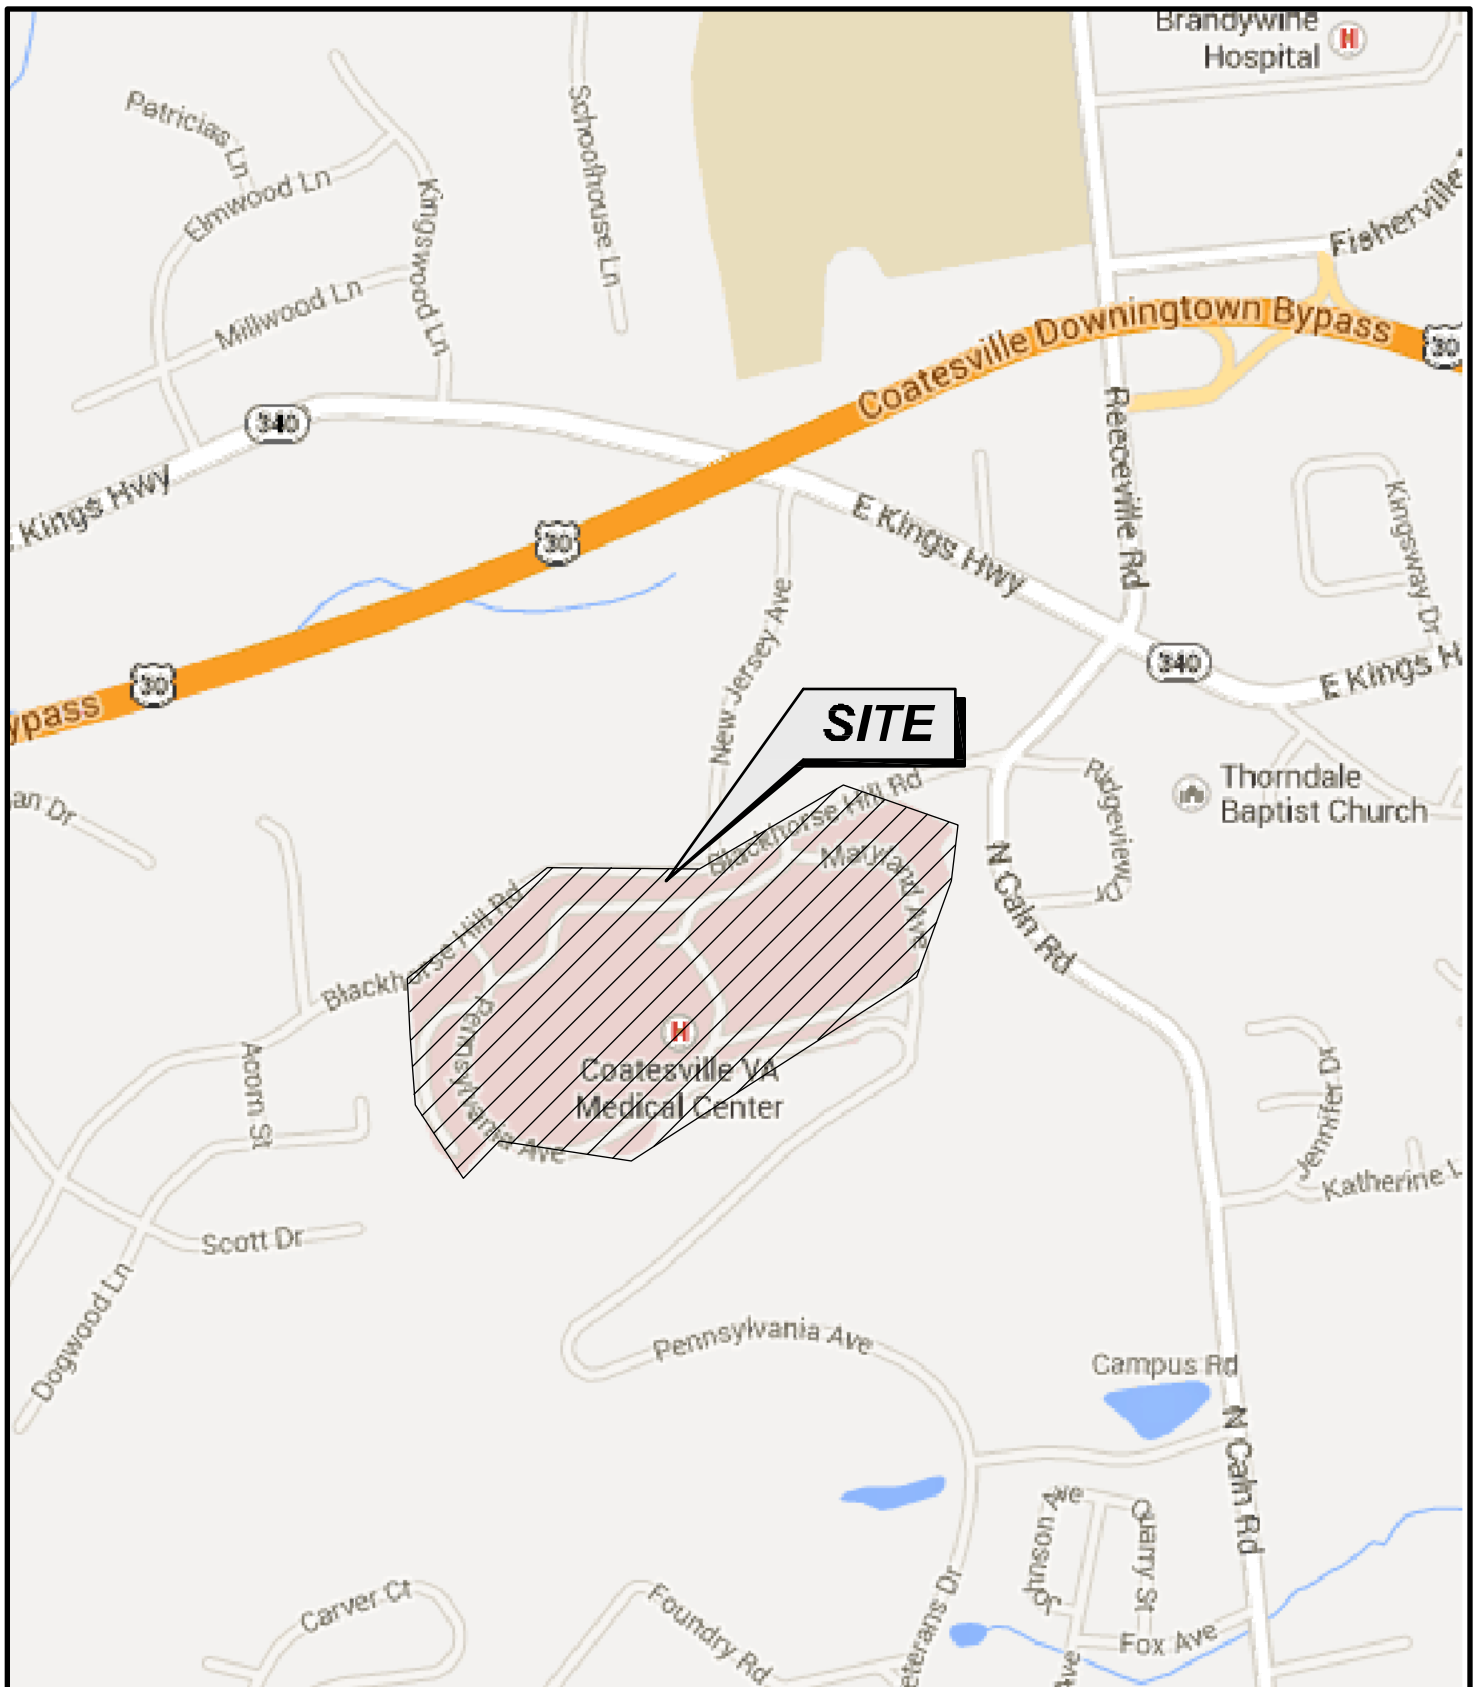 Brandywine
Hospital
H
Patricias Ln
Elmwood Ln
Kingswood Ln
Schoolhouse Ln
Millwood Ln
Fisherville
Coatesville Downingtown Bypass
30
340
Kings Hwy
Reeceville Rd
E Kings Hwy
Kingsway Dr
30
New Jersey Ave
340
E Kings H
30
ypass
SITE
an Dr
Blackhorse Hill Rd
Ridgeview Cir
Thorndale
Baptist Church
Maryland Ave
N Caln Rd
Blackhorse Hill Rd
Pennsylvania Ave
H
Coatesville VA
Medical Center
Acorn St
Jennifer Dr
Katherine L
Scott Dr
Dogwood Ln
Pennsylvania Ave
Campus Rd
N Caln Rd
Johnson Ave
Quarry St
Carver Ct
Foundry Rd
eterans Dr
Fox Ave
Ave